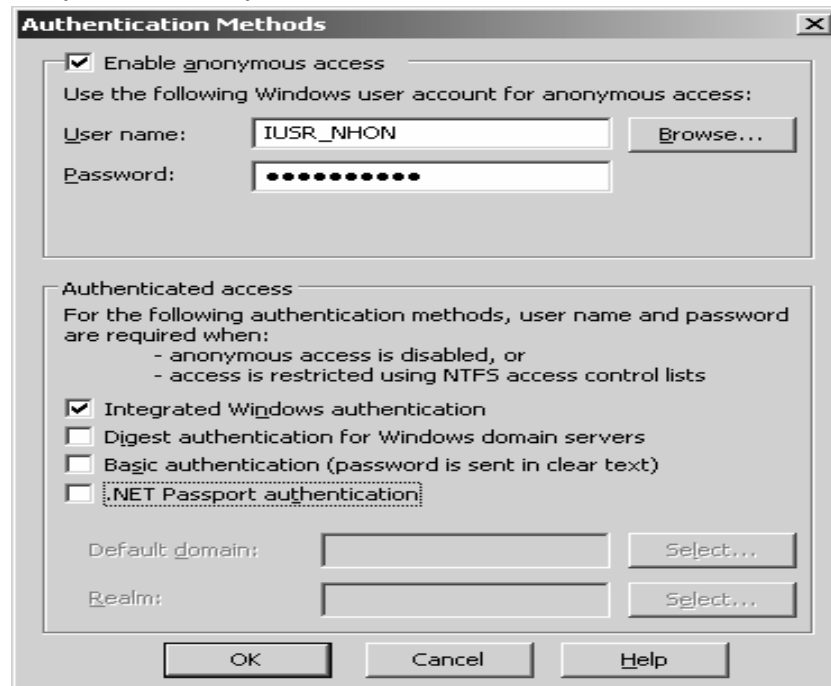 Authentication Methods
Enable anonymous access
Use the following Windows user account for anonymous access:
User name: IUSR_NHON Browse...
Password: ●●●●●●●●●●
Authenticated access
For the following authentication methods, user name and password
are required when:
- anonymous access is disabled, or
- access is restricted using NTFS access control lists
Integrated Windows authentication
Digest authentication for Windows domain servers
Basic authentication (password is sent in clear text)
.NET Passport authentication
Default domain: Select...
Realm: Select...
OK Cancel Help